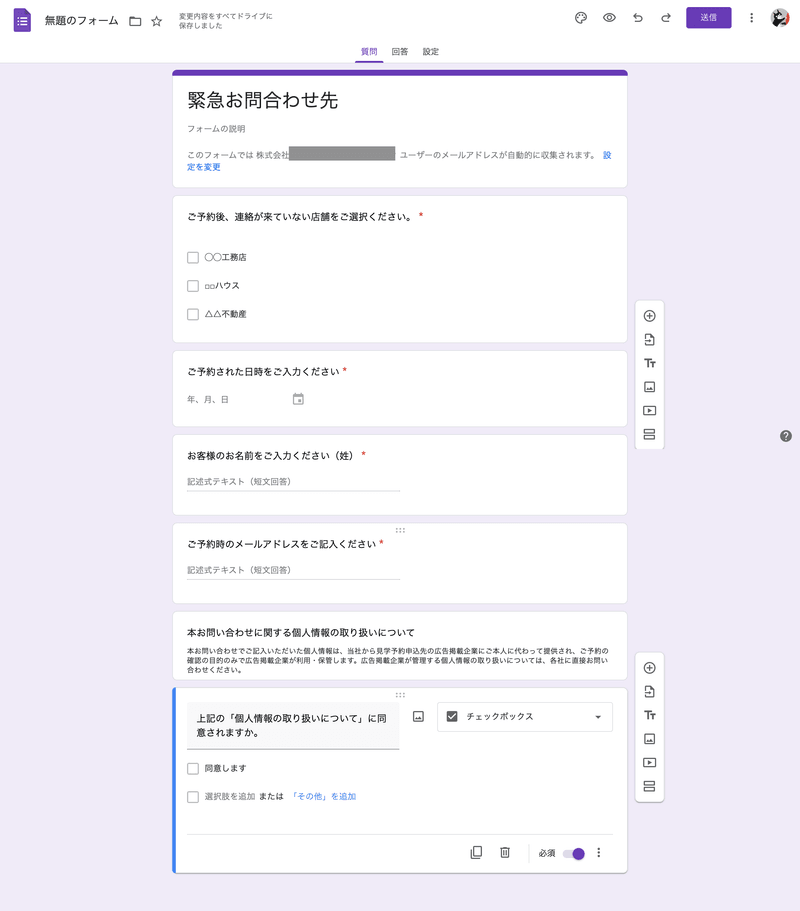 無題のフォーム
変更内容をすべてドライブに
保存しました
送信
質問 回答 設定
緊急お問合わせ先
フォームの説明
このフォームでは 株式会社 ユーザーのメールアドレスが自動的に収集されます。 設
定を変更
ご予約後、連絡が来ていない店舗をご選択ください。 *
〇〇工務店
□□ハウス
△△不動産
ご予約された日時をご入力ください *
年、月、日
お客様のお名前をご入力ください（姓） *
記述式テキスト（短文回答）
ご予約時のメールアドレスをご記入ください *
記述式テキスト（短文回答）
本お問い合わせに関する個人情報の取り扱いについて
本お問い合わせでご記入いただいた個人情報は、当社から見学予約申込先の広告掲載企業にご本人に代わって提供され、ご予約の
確認の目的のみで広告掲載企業が利用・保管します。広告掲載企業が管理する個人情報の取り扱いについては、各社に直接お問い
合わせください。
上記の「個人情報の取り扱いについて」に同
意されますか。
チェックボックス
同意します
選択肢を追加 または 「その他」を追加
必須